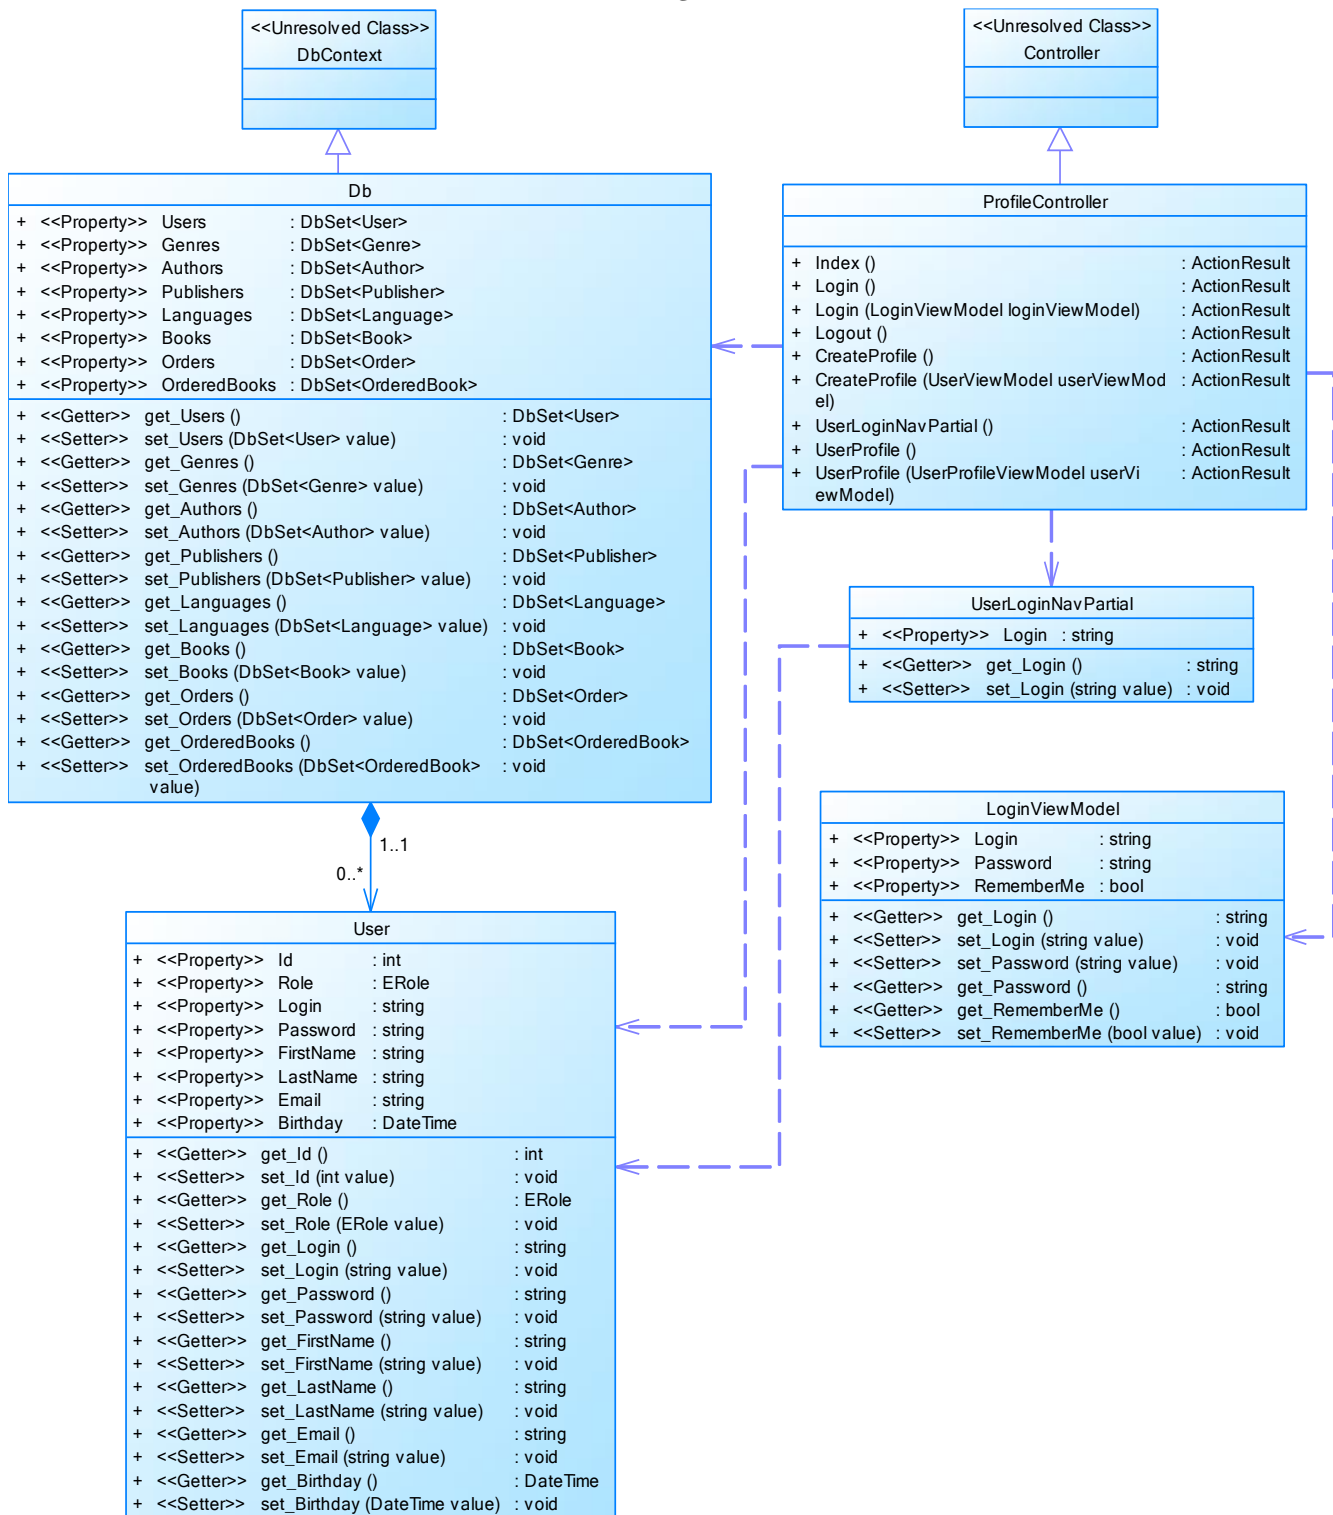 <<Unresolved Class>>
DbContext
<<Unresolved Class>>
Controller
Db
+ <<Property>> Users : DbSet<User>
+ <<Property>> Genres : DbSet<Genre>
+ <<Property>> Authors : DbSet<Author>
+ <<Property>> Publishers : DbSet<Publisher>
+ <<Property>> Languages : DbSet<Language>
+ <<Property>> Books : DbSet<Book>
+ <<Property>> Orders : DbSet<Order>
+ <<Property>> OrderedBooks : DbSet<OrderedBook>
+ <<Getter>> get_Users () : DbSet<User>
+ <<Setter>> set_Users (DbSet<User> value) : void
+ <<Getter>> get_Genres () : DbSet<Genre>
+ <<Setter>> set_Genres (DbSet<Genre> value) : void
+ <<Getter>> get_Authors () : DbSet<Author>
+ <<Setter>> set_Authors (DbSet<Author> value) : void
+ <<Getter>> get_Publishers () : DbSet<Publisher>
+ <<Setter>> set_Publishers (DbSet<Publisher> value) : void
+ <<Getter>> get_Languages () : DbSet<Language>
+ <<Setter>> set_Languages (DbSet<Language> value) : void
+ <<Getter>> get_Books () : DbSet<Book>
+ <<Setter>> set_Books (DbSet<Book> value) : void
+ <<Getter>> get_Orders () : DbSet<Order>
+ <<Setter>> set_Orders (DbSet<Order> value) : void
+ <<Getter>> get_OrderedBooks () : DbSet<OrderedBook>
+ <<Setter>> set_OrderedBooks (DbSet<OrderedBook> : void
value)
ProfileController
+ Index () : ActionResult
+ Login () : ActionResult
+ Login (LoginViewModel loginViewModel) : ActionResult
+ Logout () : ActionResult
+ CreateProfile () : ActionResult
+ CreateProfile (UserViewModel userViewMod : ActionResult
el)
+ UserLoginNavPartial () : ActionResult
+ UserProfile () : ActionResult
+ UserProfile (UserProfileViewModel userVi : ActionResult
ewModel)
UserLoginNavPartial
+ <<Property>> Login : string
+ <<Getter>> get_Login () : string
+ <<Setter>> set_Login (string value) : void
LoginViewModel
+ <<Property>> Login : string
+ <<Property>> Password : string
+ <<Property>> RememberMe : bool
+ <<Getter>> get_Login () : string
+ <<Setter>> set_Login (string value) : void
+ <<Setter>> set_Password (string value) : void
+ <<Getter>> get_Password () : string
+ <<Getter>> get_RememberMe () : bool
+ <<Setter>> set_RememberMe (bool value) : void
1..1
0..*
User
+ <<Property>> Id : int
+ <<Property>> Role : ERole
+ <<Property>> Login : string
+ <<Property>> Password : string
+ <<Property>> FirstName : string
+ <<Property>> LastName : string
+ <<Property>> Email : string
+ <<Property>> Birthday : DateTime
+ <<Getter>> get_Id () : int
+ <<Setter>> set_Id (int value) : void
+ <<Getter>> get_Role () : ERole
+ <<Setter>> set_Role (ERole value) : void
+ <<Getter>> get_Login () : string
+ <<Setter>> set_Login (string value) : void
+ <<Getter>> get_Password () : string
+ <<Setter>> set_Password (string value) : void
+ <<Getter>> get_FirstName () : string
+ <<Setter>> set_FirstName (string value) : void
+ <<Getter>> get_LastName () : string
+ <<Setter>> set_LastName (string value) : void
+ <<Getter>> get_Email () : string
+ <<Setter>> set_Email (string value) : void
+ <<Getter>> get_Birthday () : DateTime
+ <<Setter>> set_Birthday (DateTime value) : void